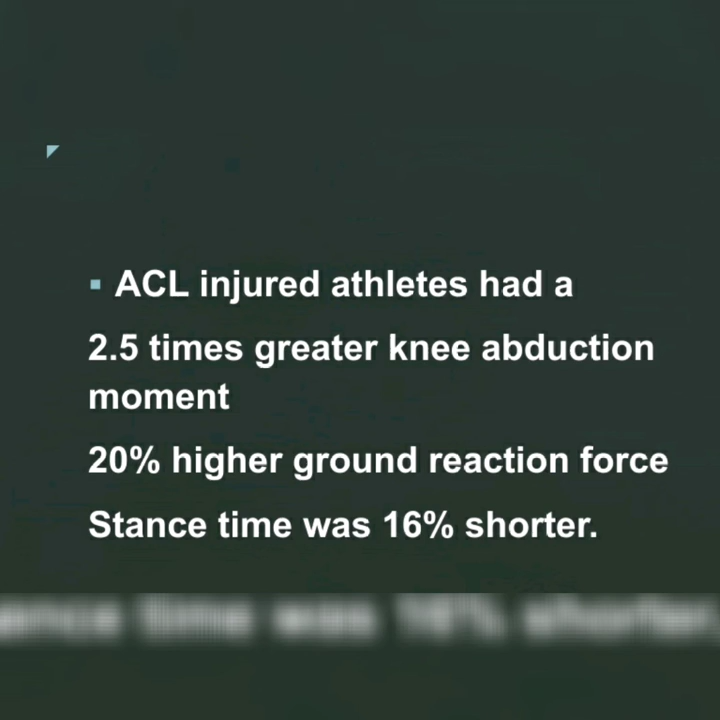 ACL injured athletes had a
2.5 times greater knee abduction
moment
20% higher ground reaction force
Stance time was 16% shorter.